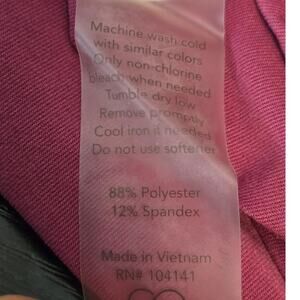 Machine wash cold
with similar colors
Only non-chlorine
bleach when needed
Tumble dry low
Remove promptly
Cool iron if needed
Do not use softener
88% Polyester
12% Spandex
Made in Vietnam
RN# 104141